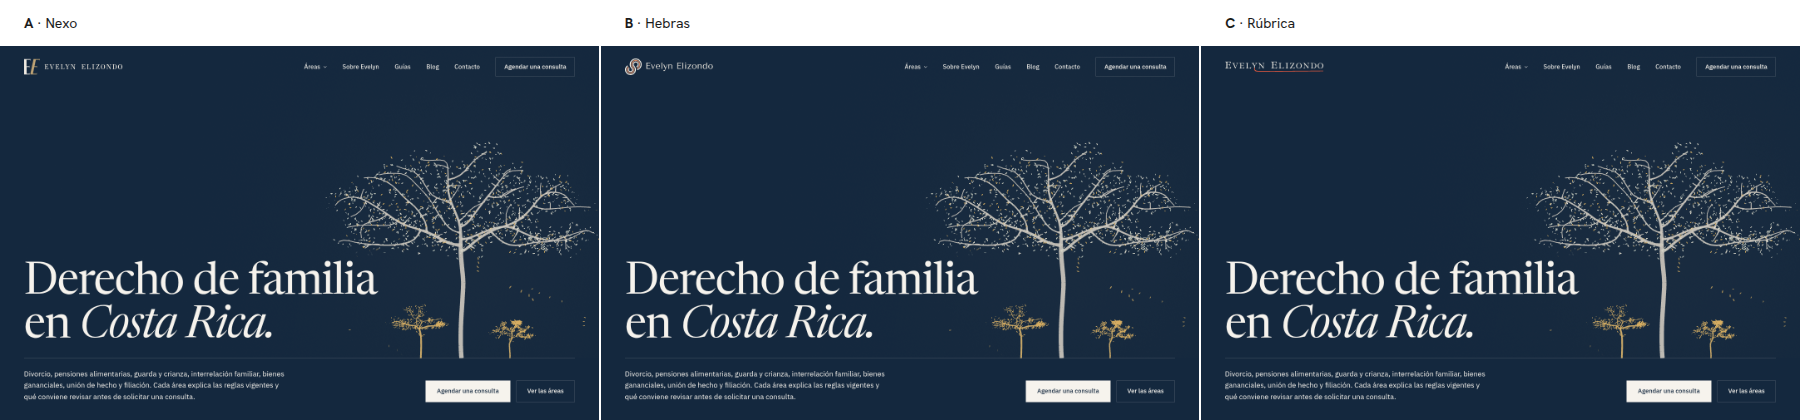 A · Nexo
EE EVELYN ELIZONDO
Áreas Sobre Evelyn Guías Blog Contacto Agendar una consulta
Derecho de familia
en Costa Rica.
Divorcio, pensiones alimentarias, guarda y crianza, interrelación familiar, bienes
gananciales, unión de hecho y filiación. Cada área explica las reglas vigentes y
qué conviene revisar antes de solicitar una consulta.
Agendar una consulta Ver las áreas
B · Hebras
Evelyn Elizondo
Áreas Sobre Evelyn Guías Blog Contacto Agendar una consulta
Derecho de familia
en Costa Rica.
Divorcio, pensiones alimentarias, guarda y crianza, interrelación familiar, bienes
gananciales, unión de hecho y filiación. Cada área explica las reglas vigentes y
qué conviene revisar antes de solicitar una consulta.
Agendar una consulta Ver las áreas
C · Rúbrica
EVELYN ELIZONDO
Áreas Sobre Evelyn Guías Blog Contacto Agendar una consulta
Derecho de familia
en Costa Rica.
Divorcio, pensiones alimentarias, guarda y crianza, interrelación familiar, bienes
gananciales, unión de hecho y filiación. Cada área explica las reglas vigentes y
qué conviene revisar antes de solicitar una consulta.
Agendar una consulta Ver las áreas